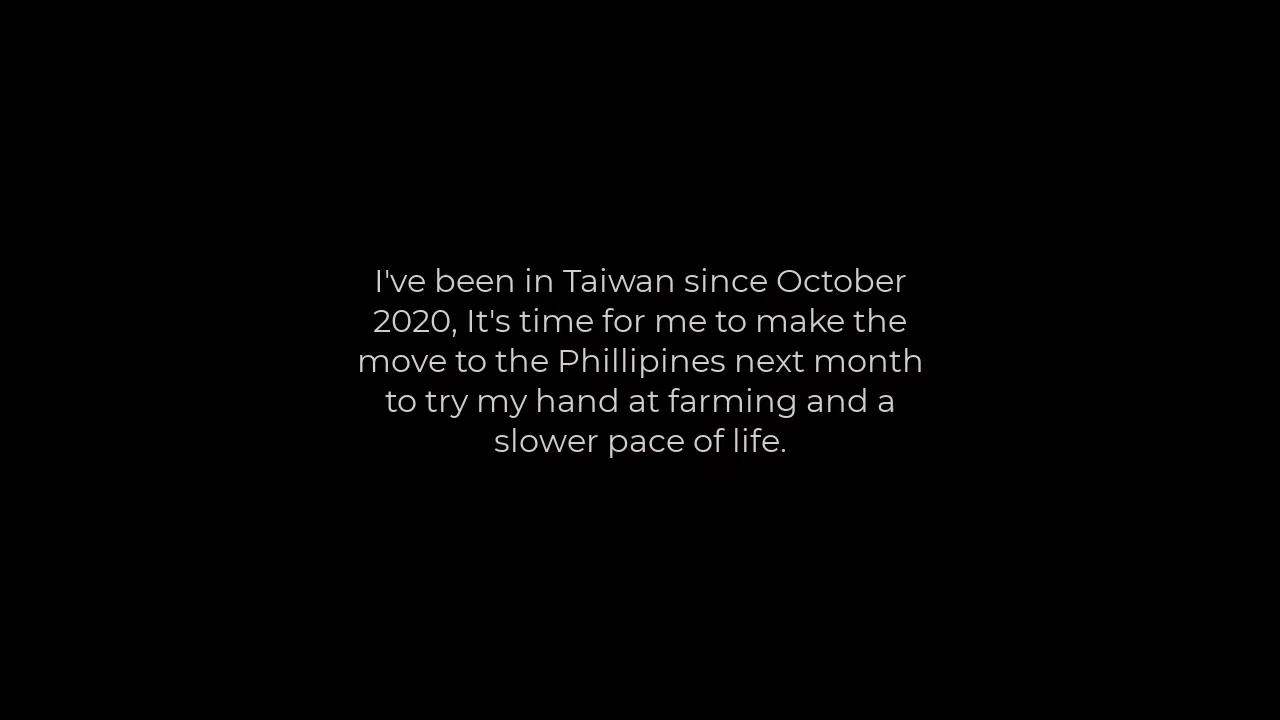 I've been in Taiwan since October
2020, It's time for me to make the
move to the Phillipines next month
to try my hand at farming and a
slower pace of life.